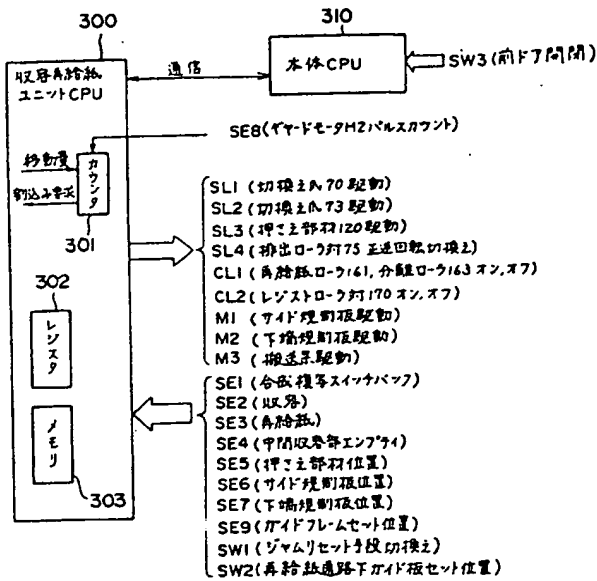 300
310
収容再給紙
ユニットCPU
通信
本体CPU
SW3(前ドア開閉)
SE8(ギヤードモータM2パルスカウント)
移動量
割込み要求
カウンタ
301
SL1(切換え爪70駆動)
SL2(切換え爪73駆動)
SL3(押さえ部材120駆動)
SL4(排出ローラ対75正逆回転切換え)
CL1(再給紙ローラ161,分離ローラ163オン,オフ)
CL2(レジストローラ対170オン,オフ)
M1(サイド規制板駆動)
M2(下端規制板駆動)
M3(搬送系駆動)
302
レジスタ
メモリ
303
SE1(合成複写スイッチバック)
SE2(収容)
SE3(再給紙)
SE4(中間収容部エンプティ)
SE5(押さえ部材位置)
SE6(サイド規制板位置)
SE7(下端規制板位置)
SE9(ガイドフレームセット位置)
SW1(ジャムリセット手段切換え)
SW2(再給紙通路下ガイド板セット位置)